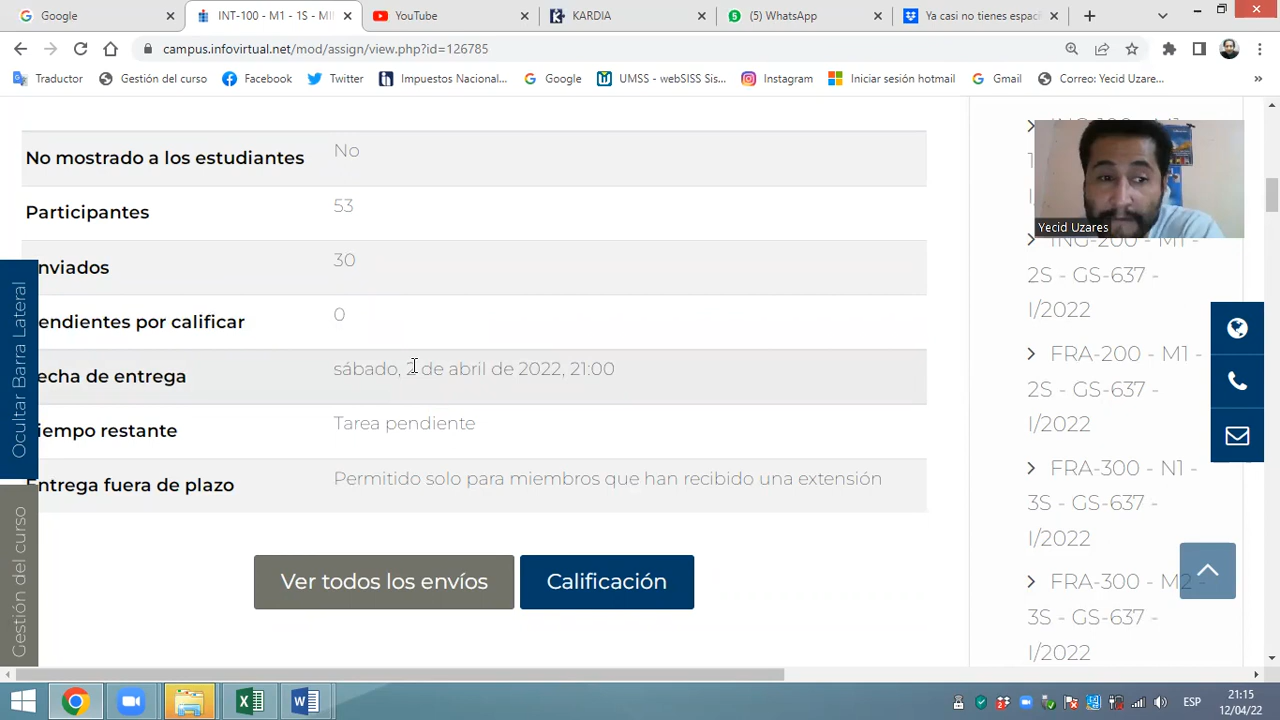 Google
INT-100 - M1 - 1S - MI
YouTube
KARDIA
(5) WhatsApp
Ya casi no tienes espac
campus.infovirtual.net/mod/assign/view.php?id=126785
Traductor
Gestión del curso
Facebook
Twitter
Impuestos Nacional...
Google
UMSS - webSISS Sis...
Instagram
Iniciar sesión hotmail
Gmail
Correo: Yecid Uzare...
»
No mostrado a los estudiantes No
Participantes 53
nviados 30
endientes por calificar 0
echa de entrega sábado, 2 de abril de 2022, 21:00
iempo restante Tarea pendiente
ntrega fuera de plazo Permitido solo para miembros que han recibido una extensión
Ver todos los envíos Calificación
Ocultar Barra Lateral
Gestión del curso
Yecid Uzares
ING-200 - M1 -
2S - GS-637 -
I/2022
FRA-200 - M1 -
2S - GS-637 -
I/2022
FRA-300 - N1 -
3S - GS-637 -
I/2022
FRA-300 - M2 -
3S - GS-637 -
I/2022
ESP
21:15
12/04/22